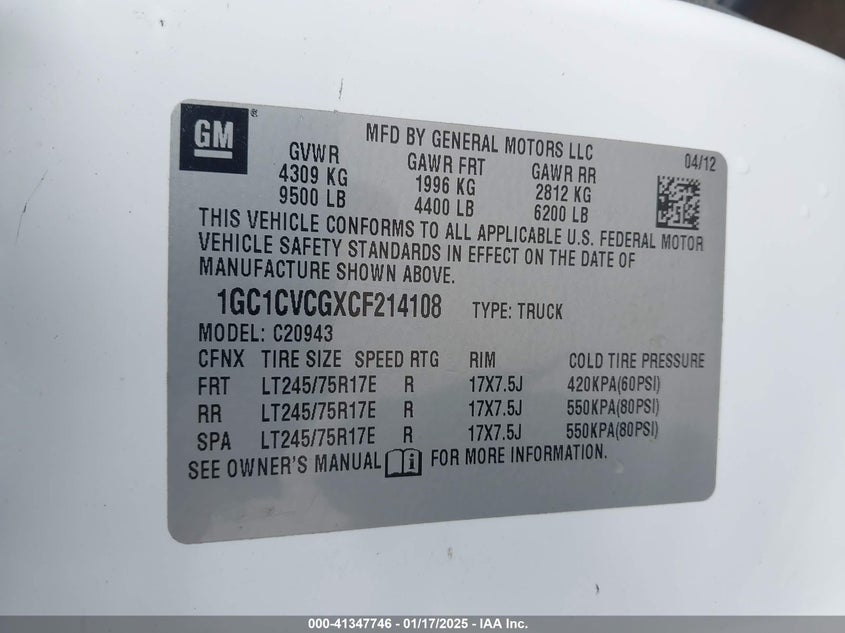 GM®
MFD BY GENERAL MOTORS LLC
04/12
GVWR GAWR FRT GAWR RR
4309 KG 1996 KG 2812 KG
9500 LB 4400 LB 6200 LB
THIS VEHICLE CONFORMS TO ALL APPLICABLE U.S. FEDERAL MOTOR
VEHICLE SAFETY STANDARDS IN EFFECT ON THE DATE OF
MANUFACTURE SHOWN ABOVE.
1GC1CVCGXCF214108 TYPE: TRUCK
MODEL: C20943
CFNX TIRE SIZE SPEED RTG RIM COLD TIRE PRESSURE
FRT LT245/75R17E R 17X7.5J 420KPA(60PSI)
RR LT245/75R17E R 17X7.5J 550KPA(80PSI)
SPA LT245/75R17E R 17X7.5J 550KPA(80PSI)
SEE OWNER'S MANUAL i FOR MORE INFORMATION.
000-41347746 - 01/17/2025 - IAA Inc.